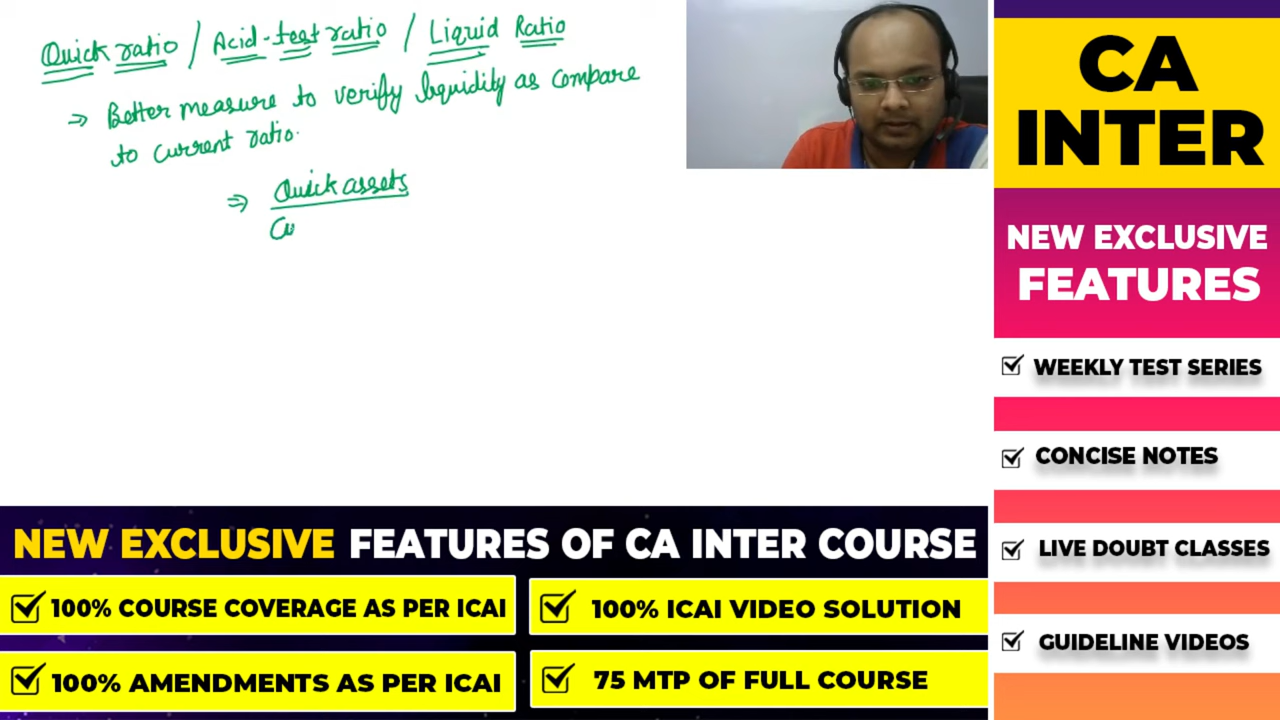 Quick ratio / Acid-test ratio / Liquid Ratio
⇒ Better measure to verify liquidity as compare
to current ratio.
⇒ Quick assets
Cu
CA
INTER
NEW EXCLUSIVE
FEATURES
WEEKLY TEST SERIES
CONCISE NOTES
LIVE DOUBT CLASSES
GUIDELINE VIDEOS
NEW EXCLUSIVE FEATURES OF CA INTER COURSE
100% COURSE COVERAGE AS PER ICAI
100% ICAI VIDEO SOLUTION
100% AMENDMENTS AS PER ICAI
75 MTP OF FULL COURSE